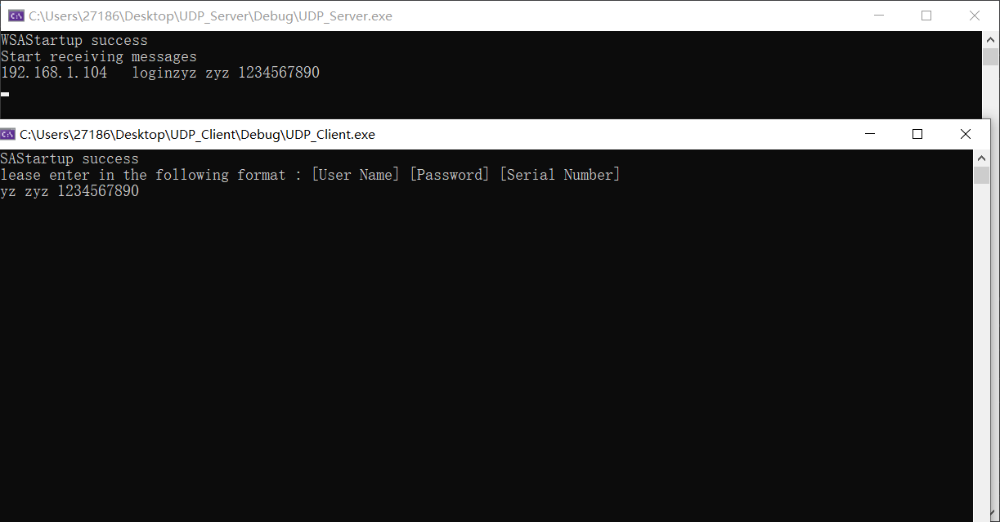 C:\Users\27186\Desktop\UDP_Server\Debug\UDP_Server.exe
WSAStartup success
Start receiving messages
192.168.1.104   loginzyz zyz 1234567890
C:\Users\27186\Desktop\UDP_Client\Debug\UDP_Client.exe
SAStartup success
lease enter in the following format : [User Name] [Password] [Serial Number]
yz zyz 1234567890